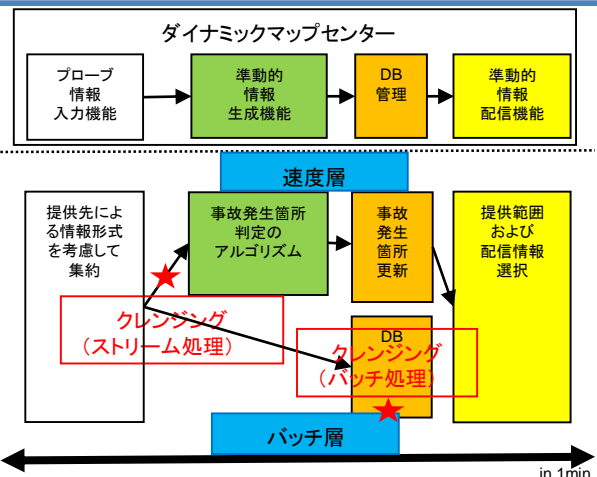 ダイナミックマップセンター
プローブ
情報
入力機能
準動的
情報
生成機能
DB
管理
準動的
情報
配信機能
速度層
提供先によ
る情報形式
を考慮して
集約
事故発生箇所
判定の
アルゴリズム
事故
発生
箇所
更新
提供範囲
および
配信情報
選択
クレンジング
（ストリーム処理）
DB
クレンジング
（バッチ処理）
バッチ層
in 1min